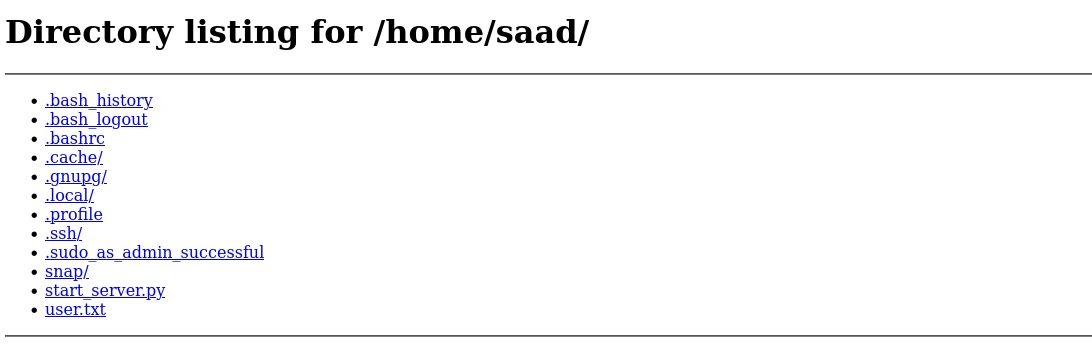 Directory listing for /home/saad/
.bash_history
.bash_logout
.bashrc
.cache/
.gnupg/
.local/
.profile
.ssh/
.sudo_as_admin_successful
snap/
start_server.py
user.txt